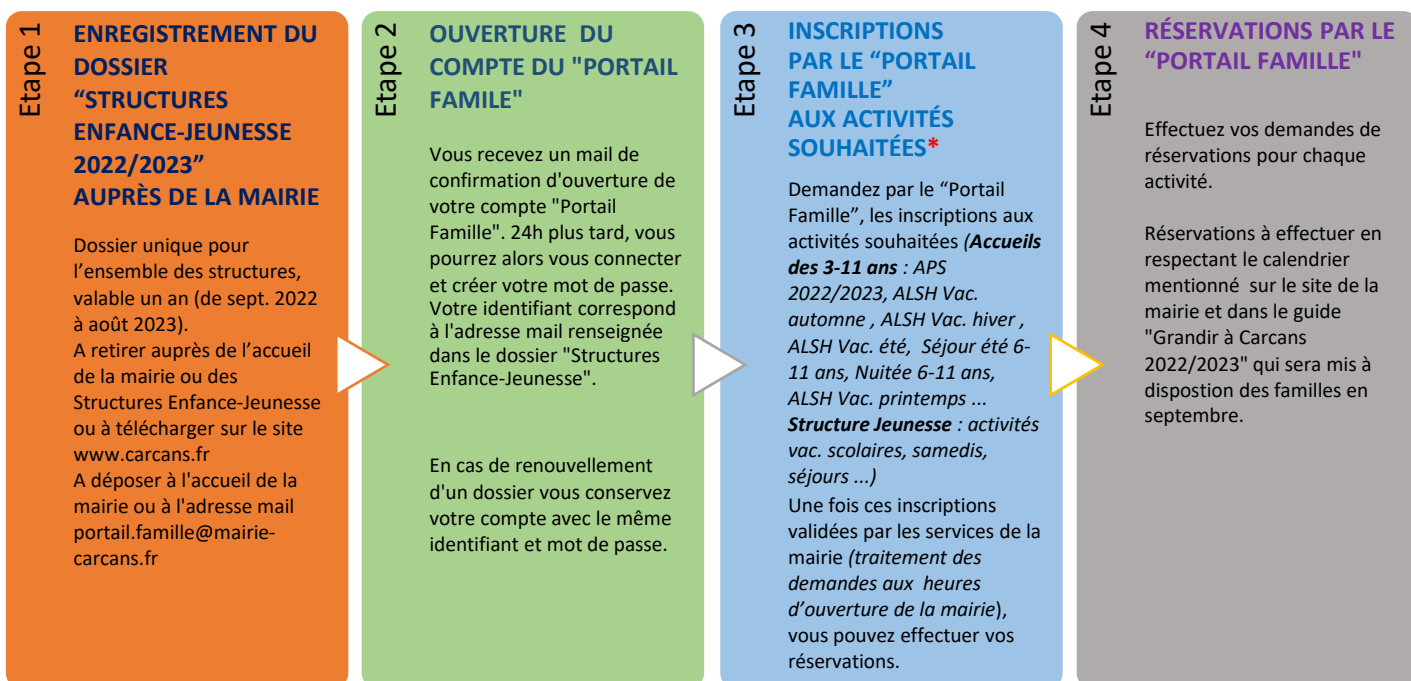 Etape 1
ENREGISTREMENT DU
DOSSIER
“STRUCTURES
ENFANCE-JEUNESSE
2022/2023”
AUPRÈS DE LA MAIRIE
Dossier unique pour
l’ensemble des structures,
valable un an (de sept. 2022
à août 2023).
A retirer auprès de l’accueil
de la mairie ou des
Structures Enfance-Jeunesse
ou à télécharger sur le site
www.carcans.fr
A déposer à l'accueil de la
mairie ou à l'adresse mail
portail.famille@mairie-
carcans.fr
Etape 2
OUVERTURE DU
COMPTE DU "PORTAIL
FAMILE"
Vous recevez un mail de
confirmation d'ouverture de
votre compte "Portail
Famille". 24h plus tard, vous
pourrez alors vous connecter
et créer votre mot de passe.
Votre identifiant correspond
à l'adresse mail renseignée
dans le dossier "Structures
Enfance-Jeunesse".
En cas de renouvellement
d'un dossier vous conservez
votre compte avec le même
identifiant et mot de passe.
Etape 3
INSCRIPTIONS
PAR LE “PORTAIL
FAMILLE”
AUX ACTIVITÉS
SOUHAITÉES*
Demandez par le “Portail
Famille”, les inscriptions aux
activités souhaitées (Accueils
des 3-11 ans : APS
2022/2023, ALSH Vac.
automne , ALSH Vac. hiver ,
ALSH Vac. été, Séjour été 6-
11 ans, Nuitée 6-11 ans,
ALSH Vac. printemps ...
Structure Jeunesse : activités
vac. scolaires, samedis,
séjours ...)
Une fois ces inscriptions
validées par les services de la
mairie (traitement des
demandes aux heures
d’ouverture de la mairie),
vous pouvez effectuer vos
réservations.
Etape 4
RÉSERVATIONS PAR LE
“PORTAIL FAMILLE"
Effectuez vos demandes de
réservations pour chaque
activité.
Réservations à effectuer en
respectant le calendrier
mentionné sur le site de la
mairie et dans le guide
"Grandir à Carcans
2022/2023" qui sera mis à
dispostion des familles en
septembre.